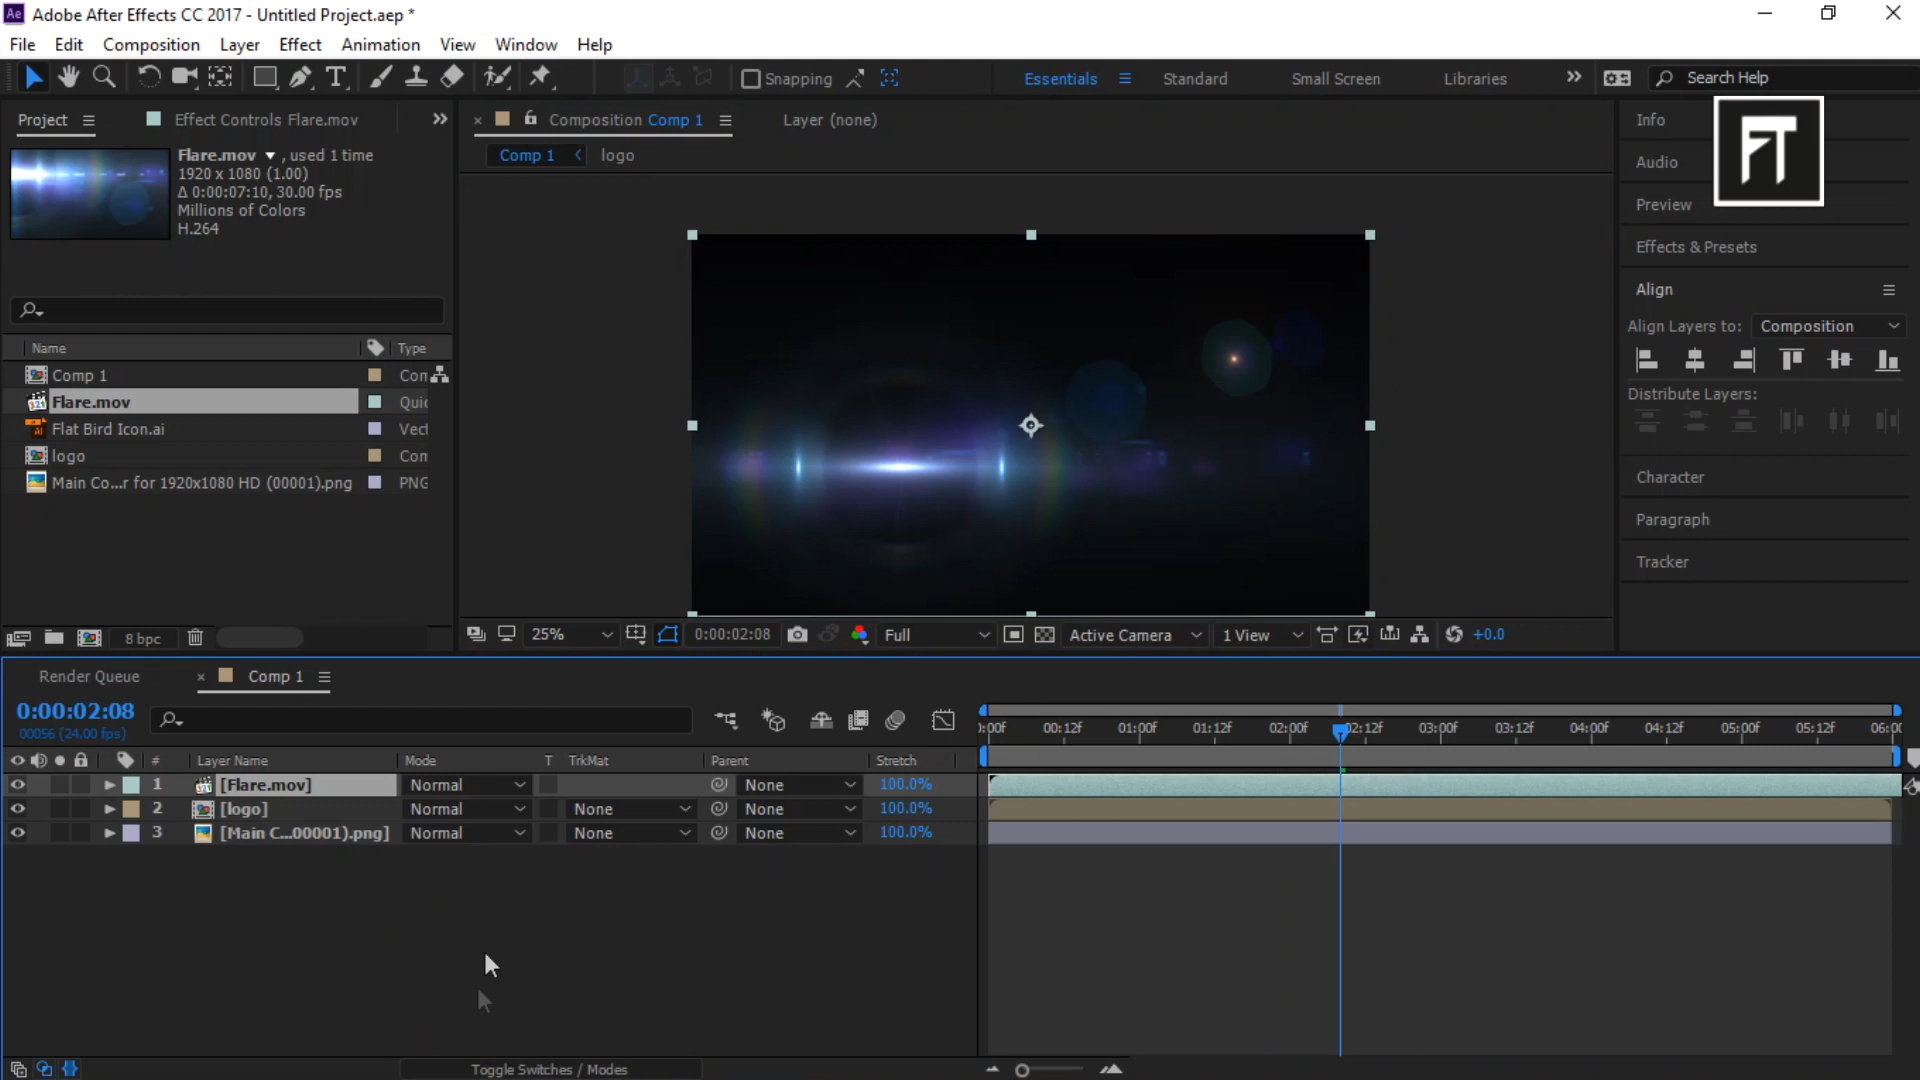 Ae Adobe After Effects CC 2017 - Untitled Project.aep *
File Edit Composition Layer Effect Animation View Window Help
Snapping Essentials Standard Small Screen Libraries Search Help
Project Effect Controls Flare.mov Composition Comp 1 Layer (none)
Comp 1 logo
Flare.mov , used 1 time
1920 x 1080 (1.00)
Δ 0:00:07:10, 30.00 fps
Millions of Colors
H.264
Name Type
Comp 1 Con
Flare.mov Quic
Flat Bird Icon.ai Vect
logo Com
Main Co...r for 1920x1080 HD (00001).png PNG
8 bpc
25% 0:00:02:08 Full Active Camera 1 View +0.0
Info
FT
Audio
Preview
Effects & Presets
Align
Align Layers to: Composition
Distribute Layers:
Character
Paragraph
Tracker
Render Queue Comp 1
0:00:02:08
00056 (24.00 fps)
):00f 00:12f 01:00f 01:12f 02:00f 02:12f 03:00f 03:12f 04:00f 04:12f 05:00f 05:12f 06:00
# Layer Name Mode T TrkMat Parent Stretch
1 [Flare.mov] Normal None 100.0%
2 [logo] Normal None None 100.0%
3 [Main C...00001).png] Normal None None 100.0%
Toggle Switches / Modes